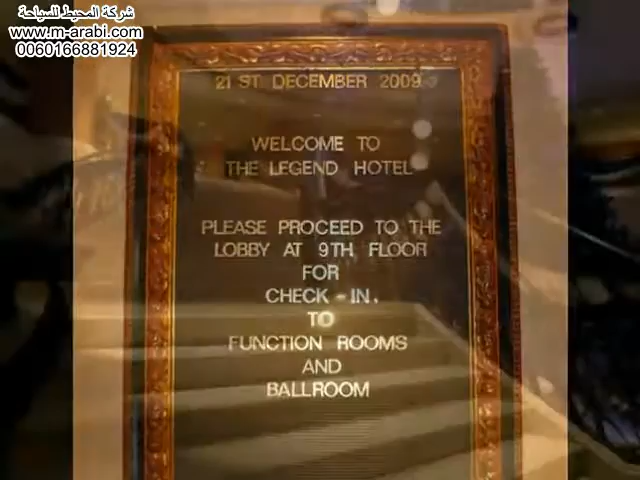 شركة المحيط للسياحة
www.m-arabi.com
0060166881924
21 ST DECEMBER 2009
WELCOME TO
THE LEGEND HOTEL
PLEASE PROCEED TO THE
LOBBY AT 9TH FLOOR
FOR
CHECK-IN.
TO
FUNCTION ROOMS
AND
BALLROOM